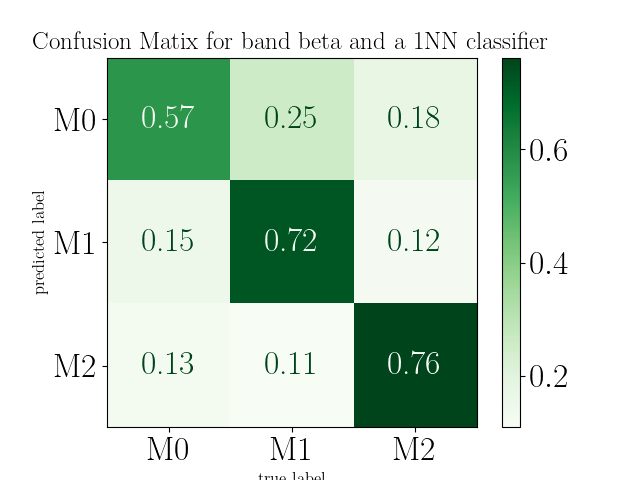 Confusion Matix for band beta and a 1NN classifier
predicted label
M0 0.57 0.25 0.18
M1 0.15 0.72 0.12
M2 0.13 0.11 0.76
M0 M1 M2
true label
0.6
0.4
0.2